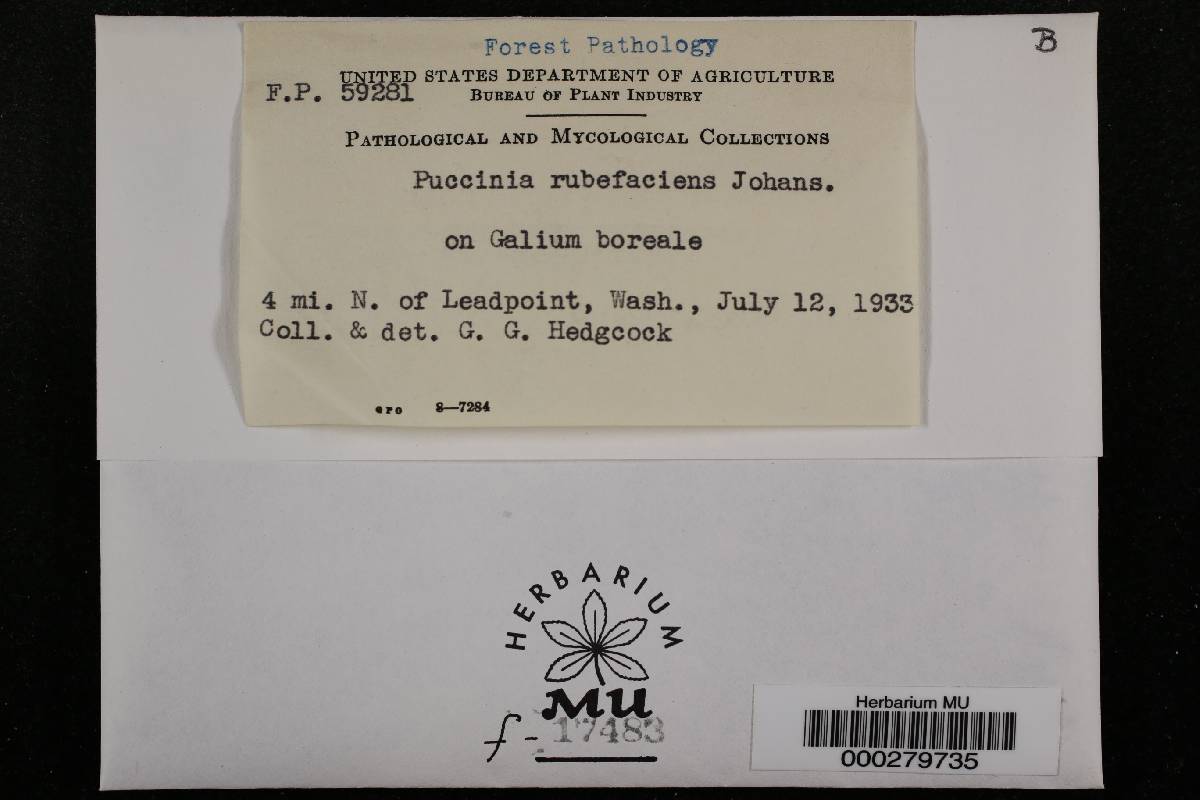 B
Forest Pathology
UNITED STATES DEPARTMENT OF AGRICULTURE
F.P. 59281 BUREAU OF PLANT INDUSTRY
PATHOLOGICAL AND MYCOLOGICAL COLLECTIONS
Puccinia rubefaciens Johans.
on Galium boreale
4 mi. N. of Leadpoint, Wash., July 12, 1933
Coll. & det. G. G. Hedgcock
GPO 8—7284
HERBARIUM
MU
f - 17483
Herbarium MU
000279735